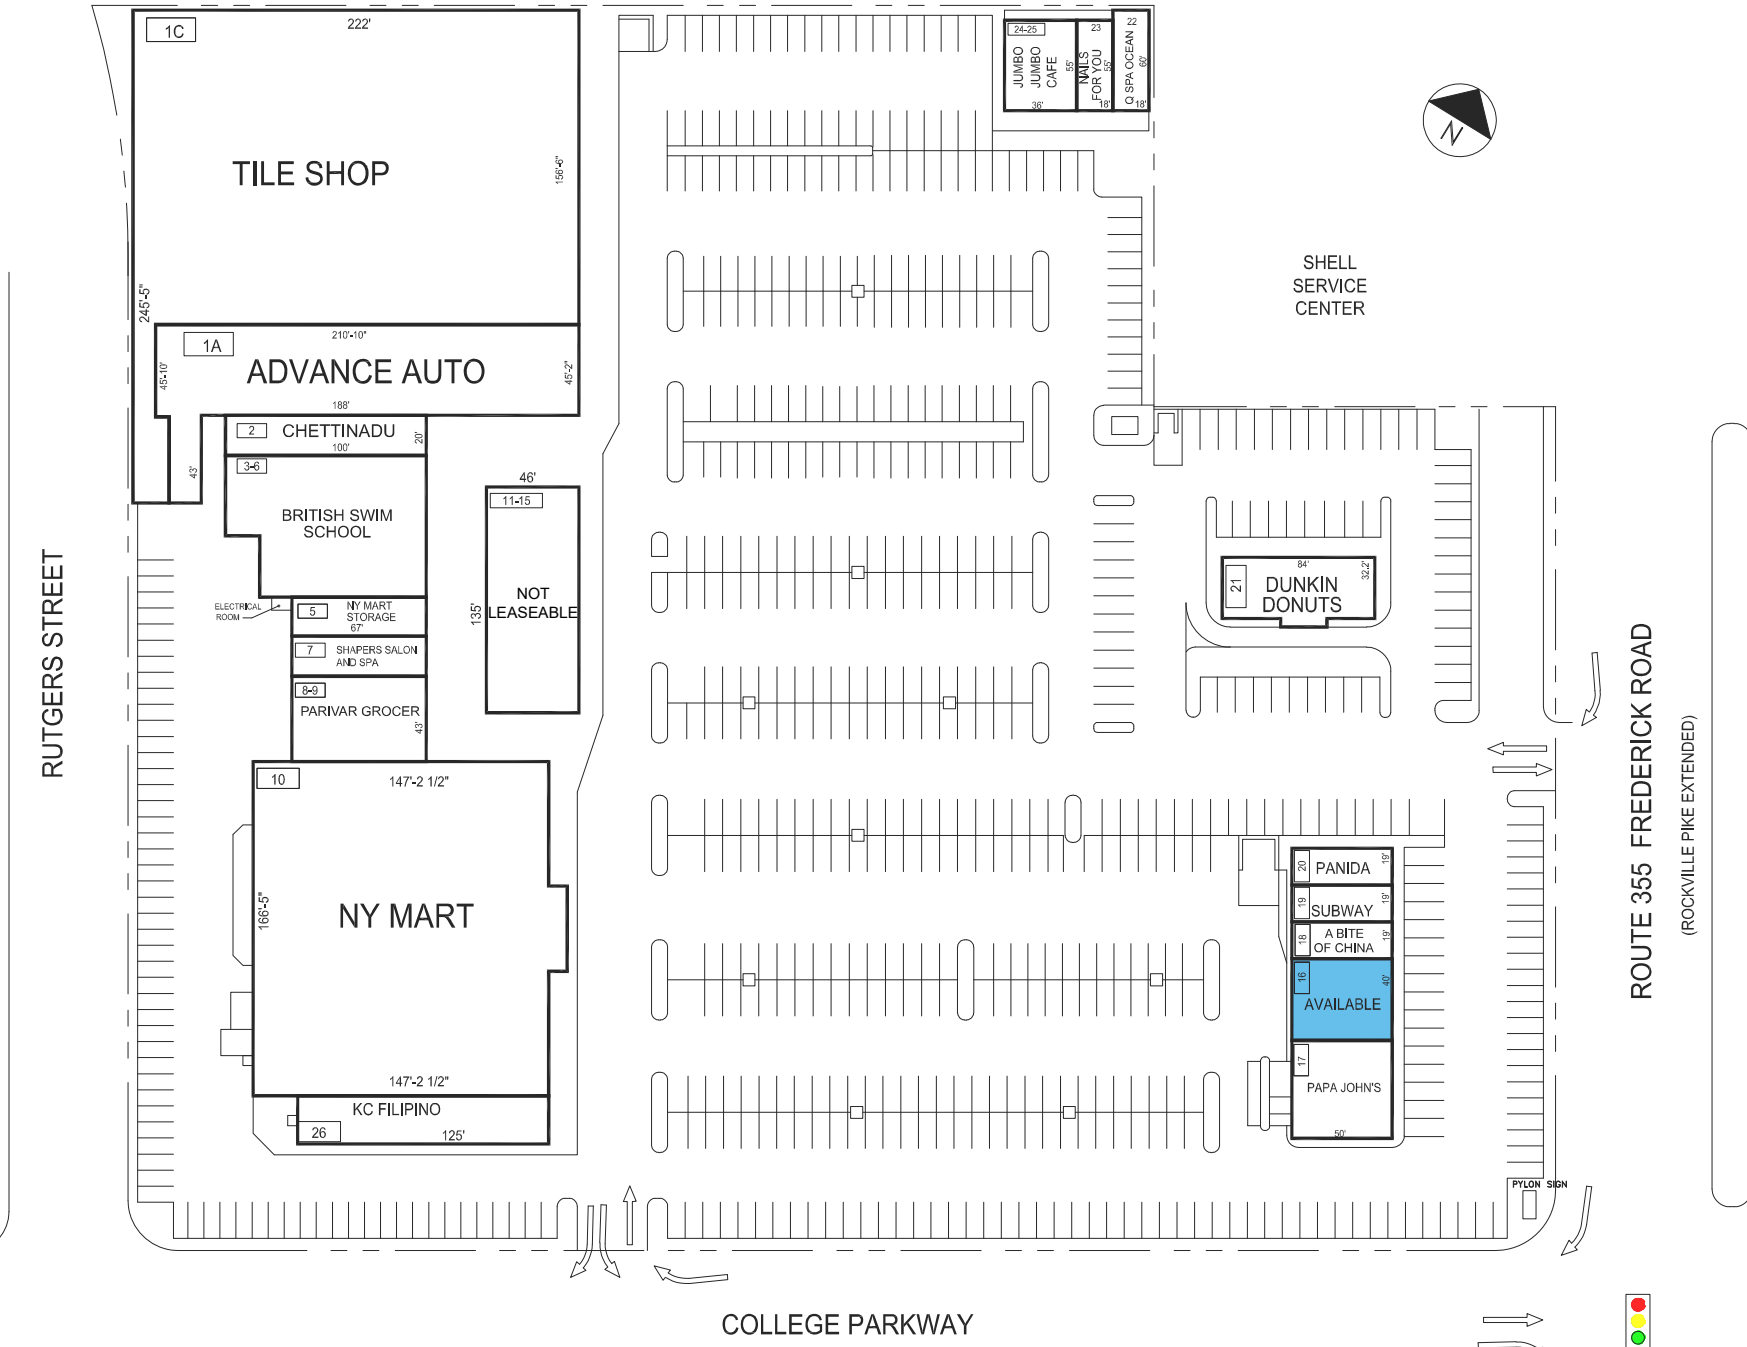 1C
222'
TILE SHOP
156'-6"
245'-5"
1A
210'-10"
ADVANCE AUTO
45'-10"
45'-2"
188'
43'
2
CHETTINADU
100'
20'
3-6
BRITISH SWIM
SCHOOL
46'
11-15
NOT
LEASEABLE
135'
ELECTRICAL
ROOM
5
NY MART
STORAGE
67'
7
SHAPERS SALON
AND SPA
8-9
PARIVAR GROCER
43'
10
147'-2 1/2"
NY MART
166'-5"
147'-2 1/2"
KC FILIPINO
26
125'
24-25
JUMBO
JUMBO
CAFE
55'
36'
23
NAILS
FOR YOU
55'
18'
22
Q SPA OCEAN
60'
18'
N
SHELL
SERVICE
CENTER
21
84'
32.2'
DUNKIN
DONUTS
20
PANIDA
19'
19
SUBWAY
19'
18
A BITE
OF CHINA
19'
16
AVAILABLE
40'
17
PAPA JOHN'S
50'
PYLON SIGN
RUTGERS STREET
ROUTE 355 FREDERICK ROAD
(ROCKVILLE PIKE EXTENDED)
COLLEGE PARKWAY